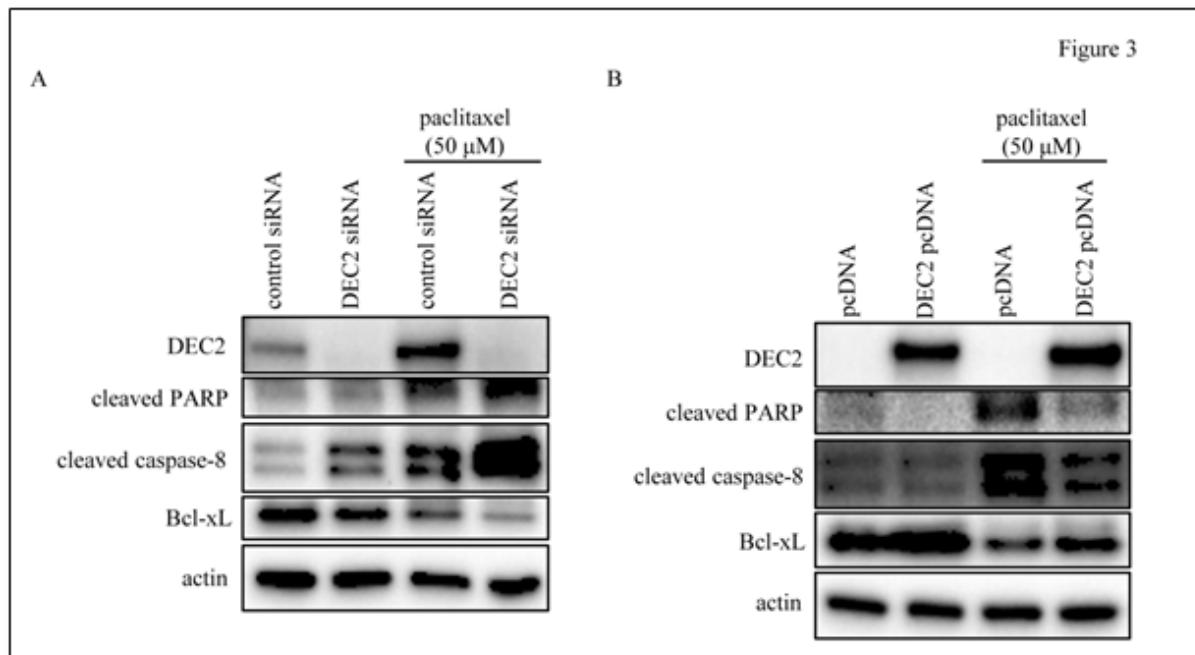 Figure 3
A
paclitaxel
(50 μM)
control siRNA
DEC2 siRNA
control siRNA
DEC2 siRNA
DEC2
cleaved PARP
cleaved caspase-8
Bcl-xL
actin
B
paclitaxel
(50 μM)
pcDNA
DEC2 pcDNA
pcDNA
DEC2 pcDNA
DEC2
cleaved PARP
cleaved caspase-8
Bcl-xL
actin